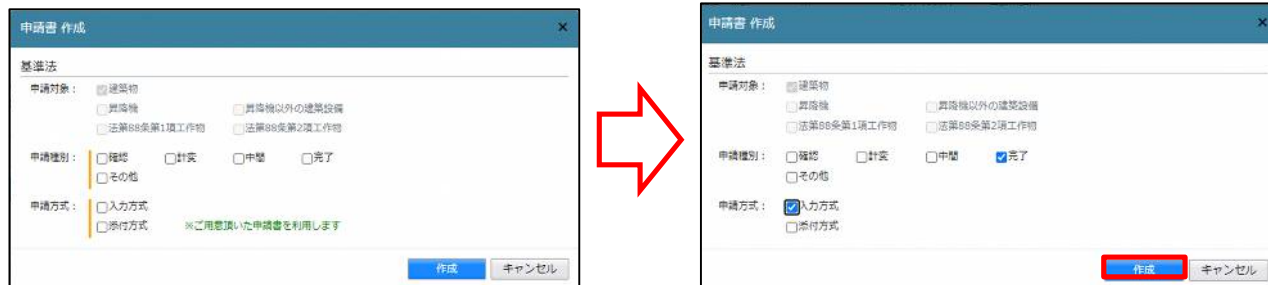 申請書 作成 ×
基準法
申請対象： 建築物
昇降機 昇降機以外の建築設備
法第88条第1項工作物 法第88条第2項工作物
申請種別： 確認 計変 中間 完了
その他
申請方式： 入力方式
添付方式 ※ご用意頂いた申請書を利用します
作成 キャンセル
申請書 作成 ×
基準法
申請対象： 建築物
昇降機 昇降機以外の建築設備
法第88条第1項工作物 法第88条第2項工作物
申請種別： 確認 計変 中間 完了
その他
申請方式： 入力方式
添付方式
作成 キャンセル